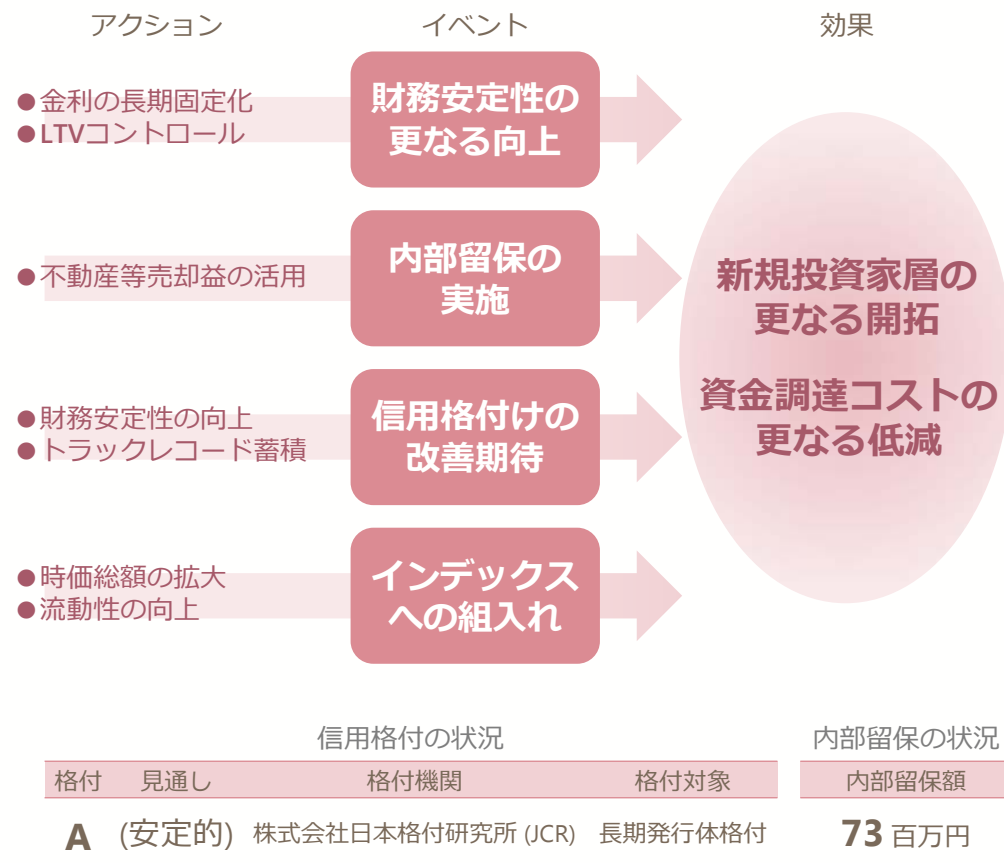 アクション
イベント
効果
●金利の長期固定化
●LTVコントロール
財務安定性の
更なる向上
●不動産等売却益の活用
内部留保の
実施
●財務安定性の向上
●トラックレコード蓄積
信用格付けの
改善期待
●時価総額の拡大
●流動性の向上
インデックス
への組入れ
新規投資家層の
更なる開拓
資金調達コストの
更なる低減
信用格付の状況
格付 見通し 格付機関 格付対象
A (安定的) 株式会社日本格付研究所 (JCR) 長期発行体格付
内部留保の状況
内部留保額
73 百万円